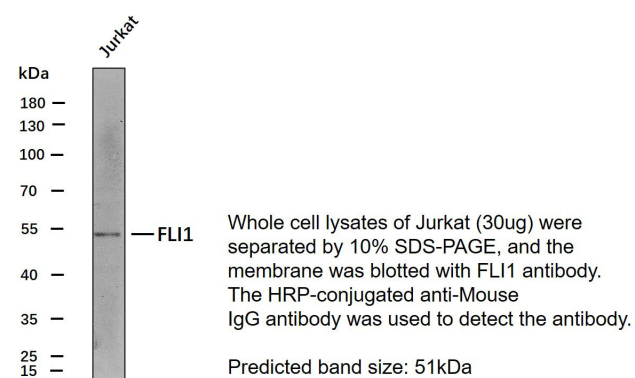 Jurkat
kDa
180
130
100
70
55
FLI1
40
35
25
15
Whole cell lysates of Jurkat (30ug) were
separated by 10% SDS-PAGE, and the
membrane was blotted with FLI1 antibody.
The HRP-conjugated anti-Mouse
IgG antibody was used to detect the antibody.
Predicted band size: 51kDa